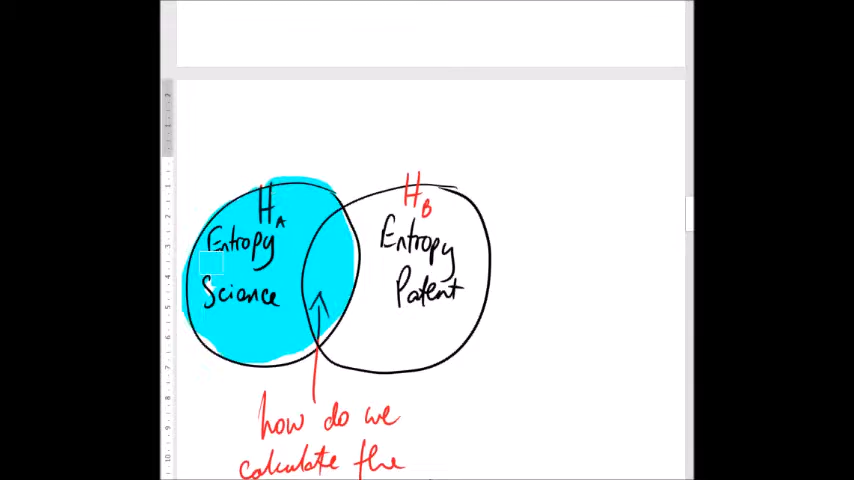 H_A
H_B
Entropy
Science
Entropy
Patent
how do we
calculate the